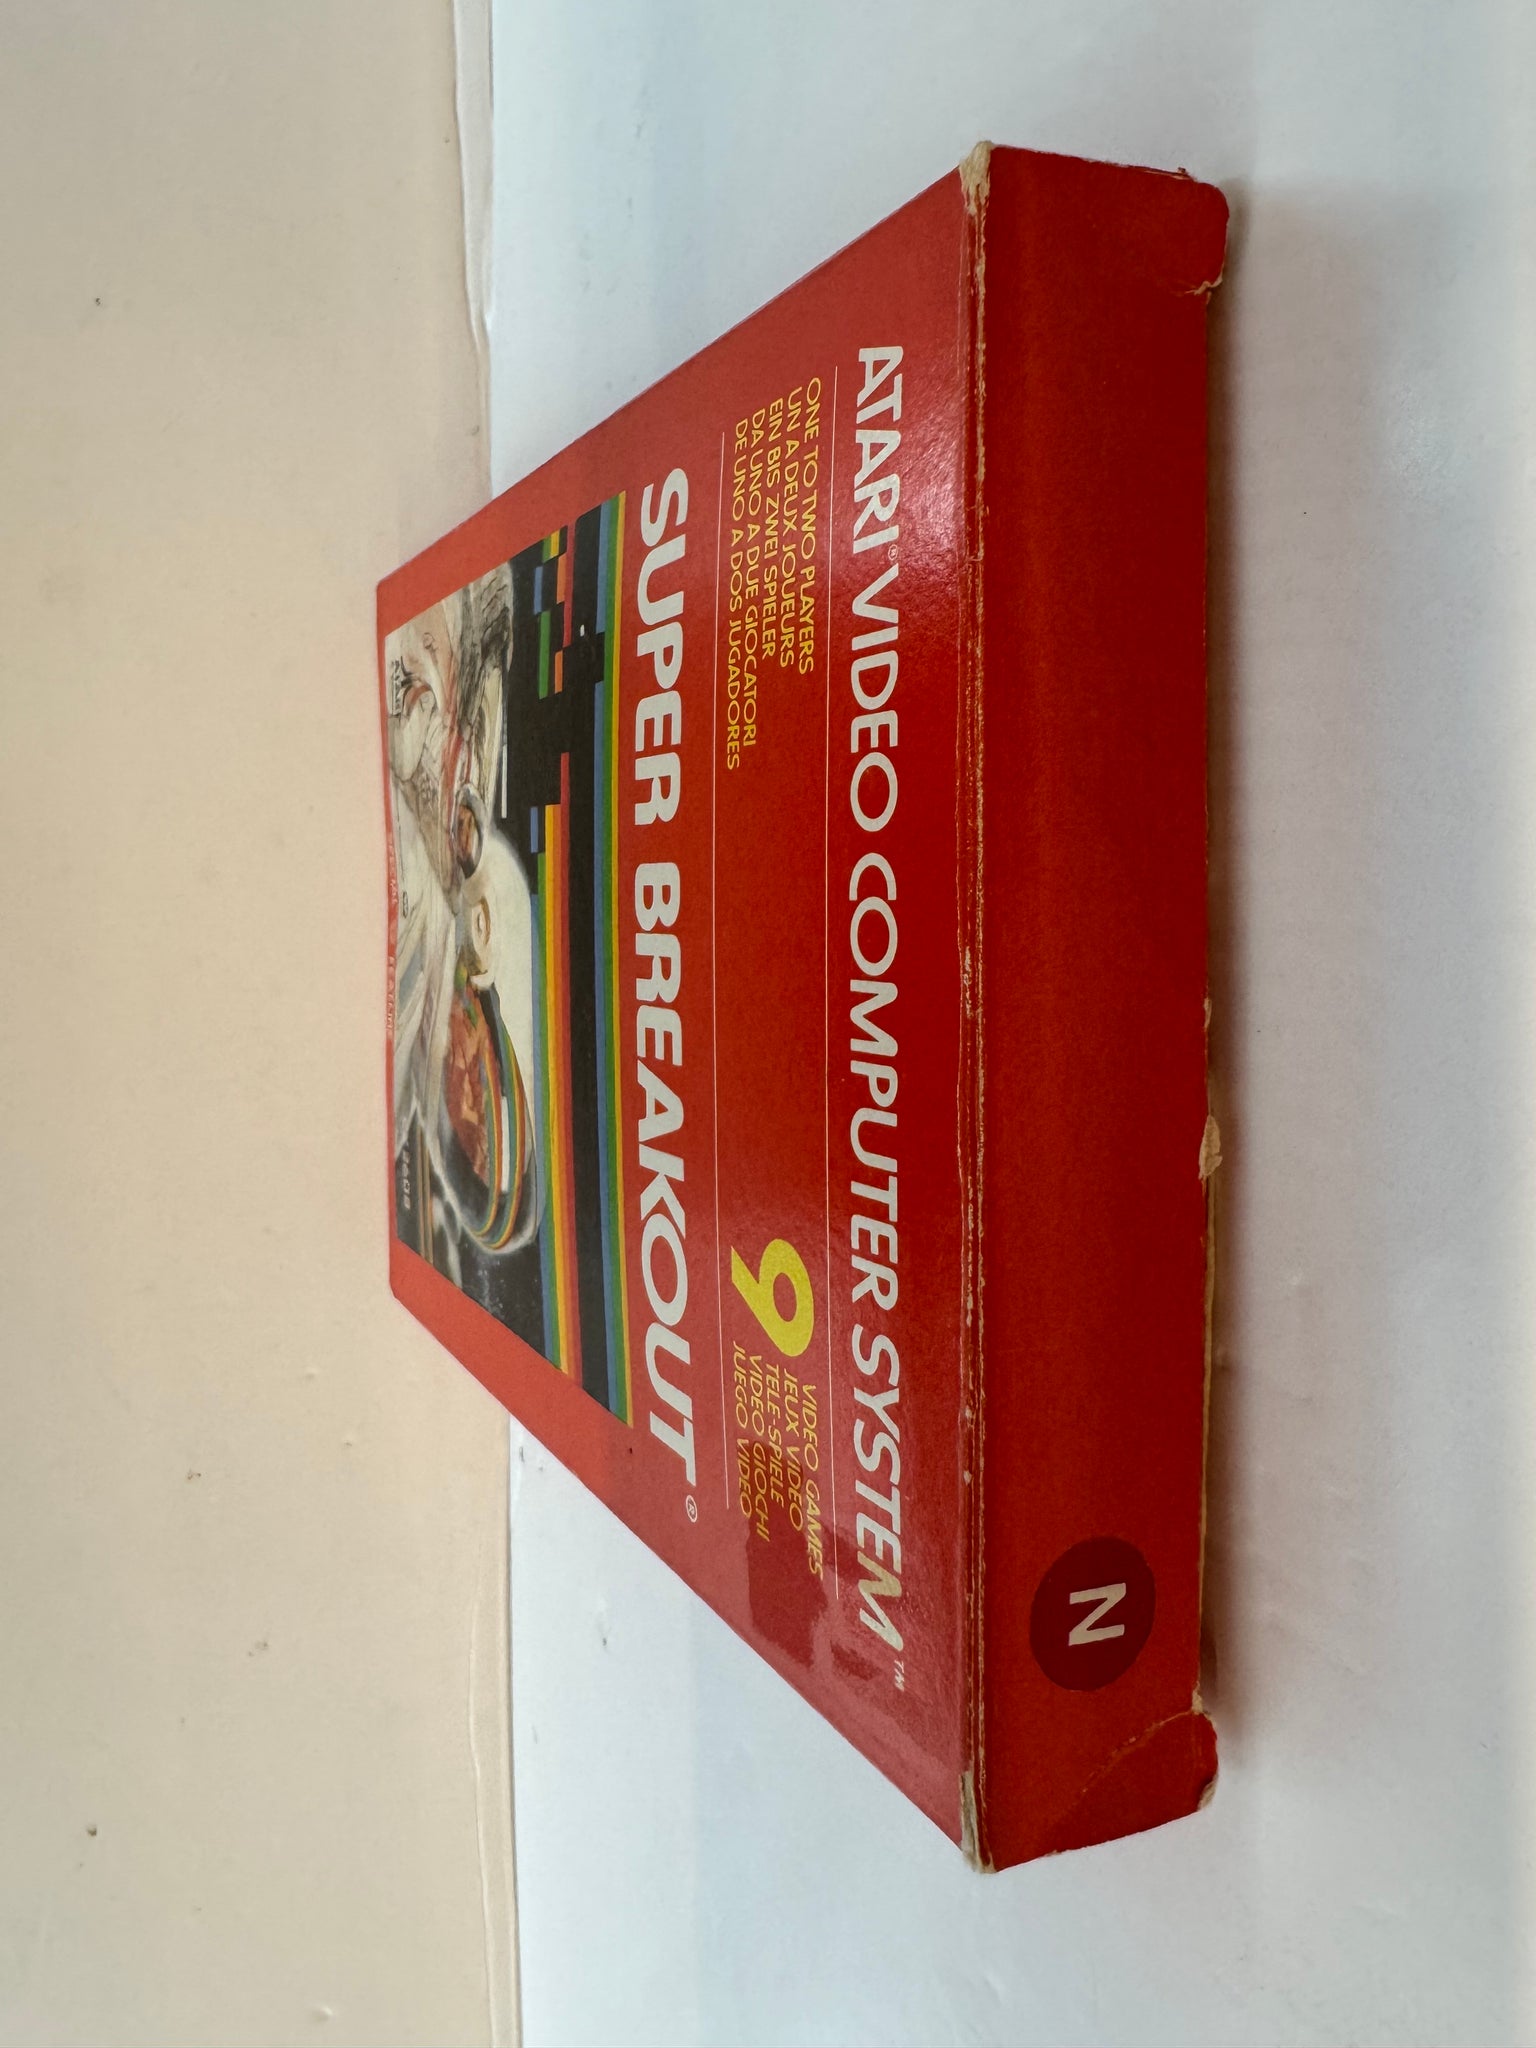 ATARI® VIDEO COMPUTER SYSTEM™
ONE TO TWO PLAYERS
UN A DEUX JOUEURS
EIN BIS ZWEI SPIELER
DA UNO A DUE GIOCATORI
DE UNO A DOS JUGADORES
9
VIDEO GAMES
JEUX VIDEO
TELE-SPIELE
VIDEO GIOCHI
JUEGO VIDEO
SUPER BREAKOUT®
N